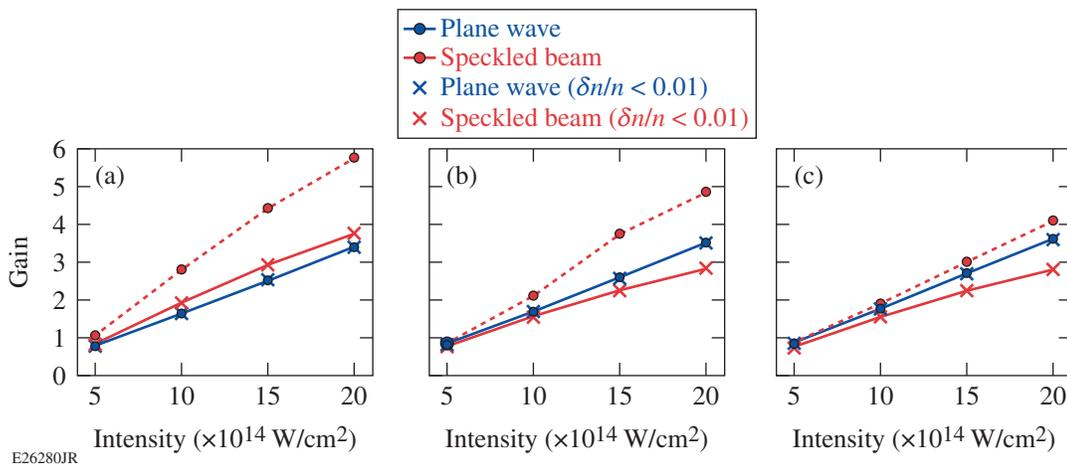 Plane wave
Speckled beam
Plane wave (δn/n < 0.01)
Speckled beam (δn/n < 0.01)
6
5
4
3
2
1
0
Gain
(a)
(b)
(c)
5 10 15 20
5 10 15 20
5 10 15 20
Intensity (×10¹⁴ W/cm²)
Intensity (×10¹⁴ W/cm²)
Intensity (×10¹⁴ W/cm²)
E26280JR